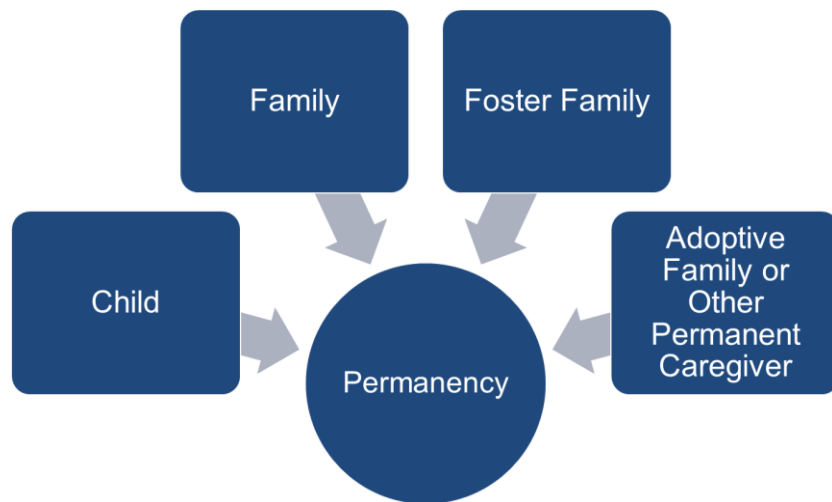 Family
Foster Family
Child
Adoptive
Family or
Other
Permanent
Caregiver
Permanency